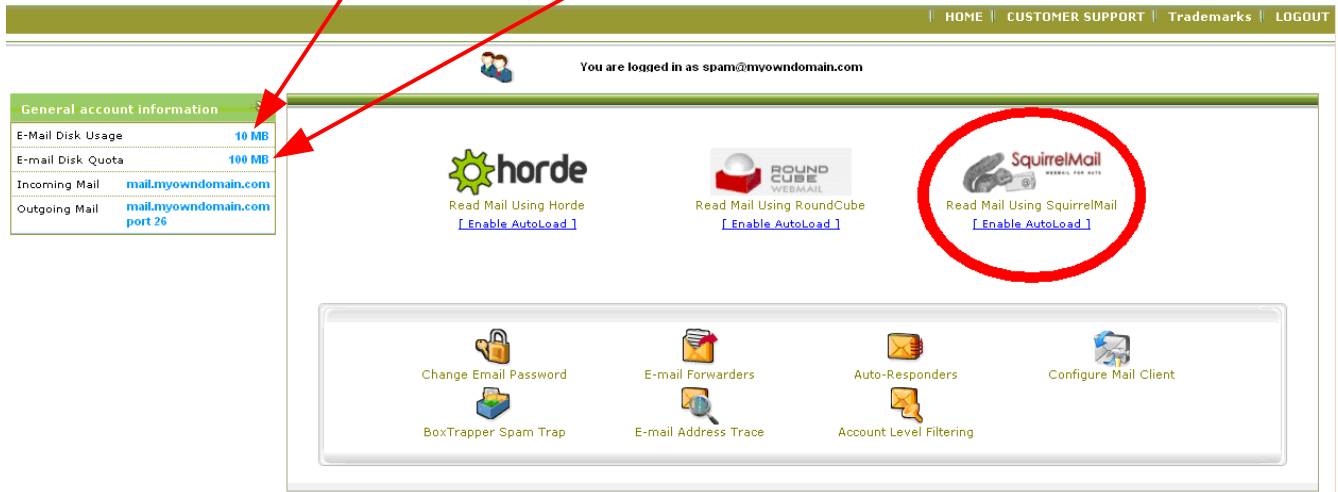 HOME CUSTOMER SUPPORT Trademarks LOGOUT
You are logged in as spam@myowndomain.com
General account information
E-Mail Disk Usage 10 MB
E-mail Disk Quota 100 MB
Incoming Mail mail.myowndomain.com
Outgoing Mail mail.myowndomain.com
port 26
horde
Read Mail Using Horde
[ Enable AutoLoad ]
ROUND
CUBE
WEBMAIL
Read Mail Using RoundCube
[ Enable AutoLoad ]
SquirrelMail
WEBMAIL FOR NUTS
Read Mail Using SquirrelMail
[ Enable AutoLoad ]
Change Email Password E-mail Forwarders Auto-Responders Configure Mail Client
BoxTrapper Spam Trap E-mail Address Trace Account Level Filtering